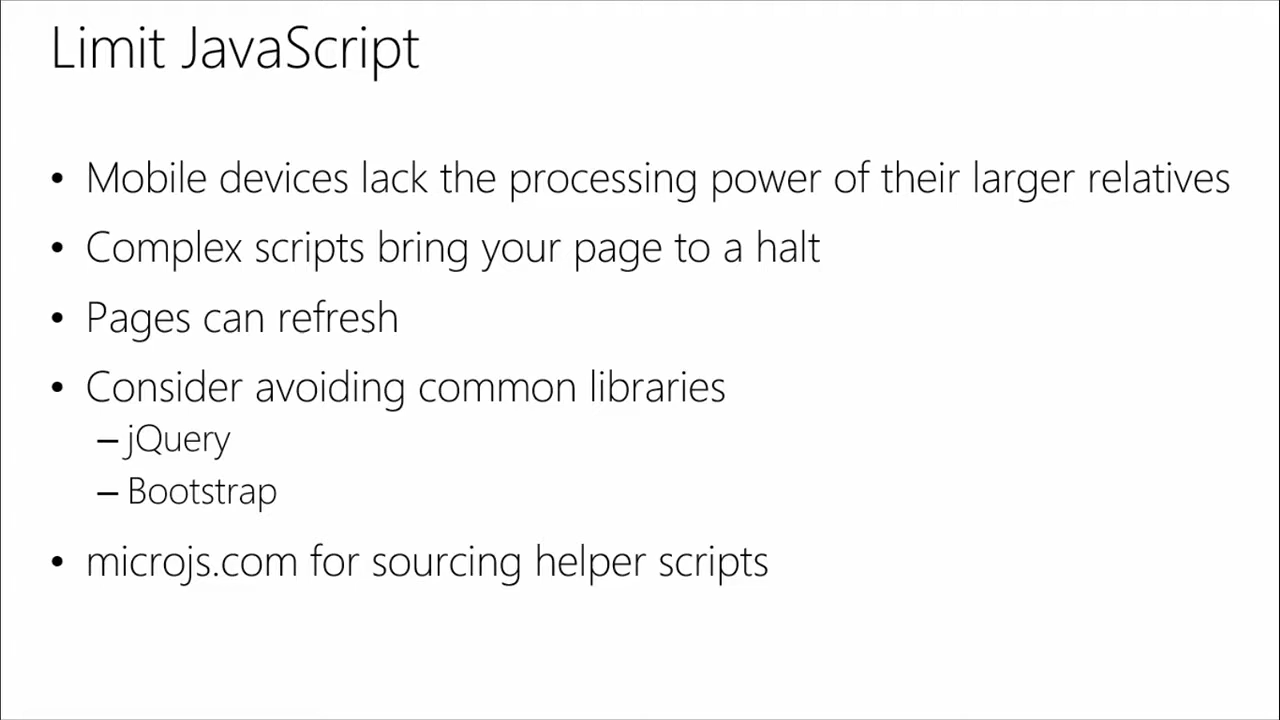 Limit JavaScript
• Mobile devices lack the processing power of their larger relatives
• Complex scripts bring your page to a halt
• Pages can refresh
• Consider avoiding common libraries
– jQuery
– Bootstrap
• microjs.com for sourcing helper scripts